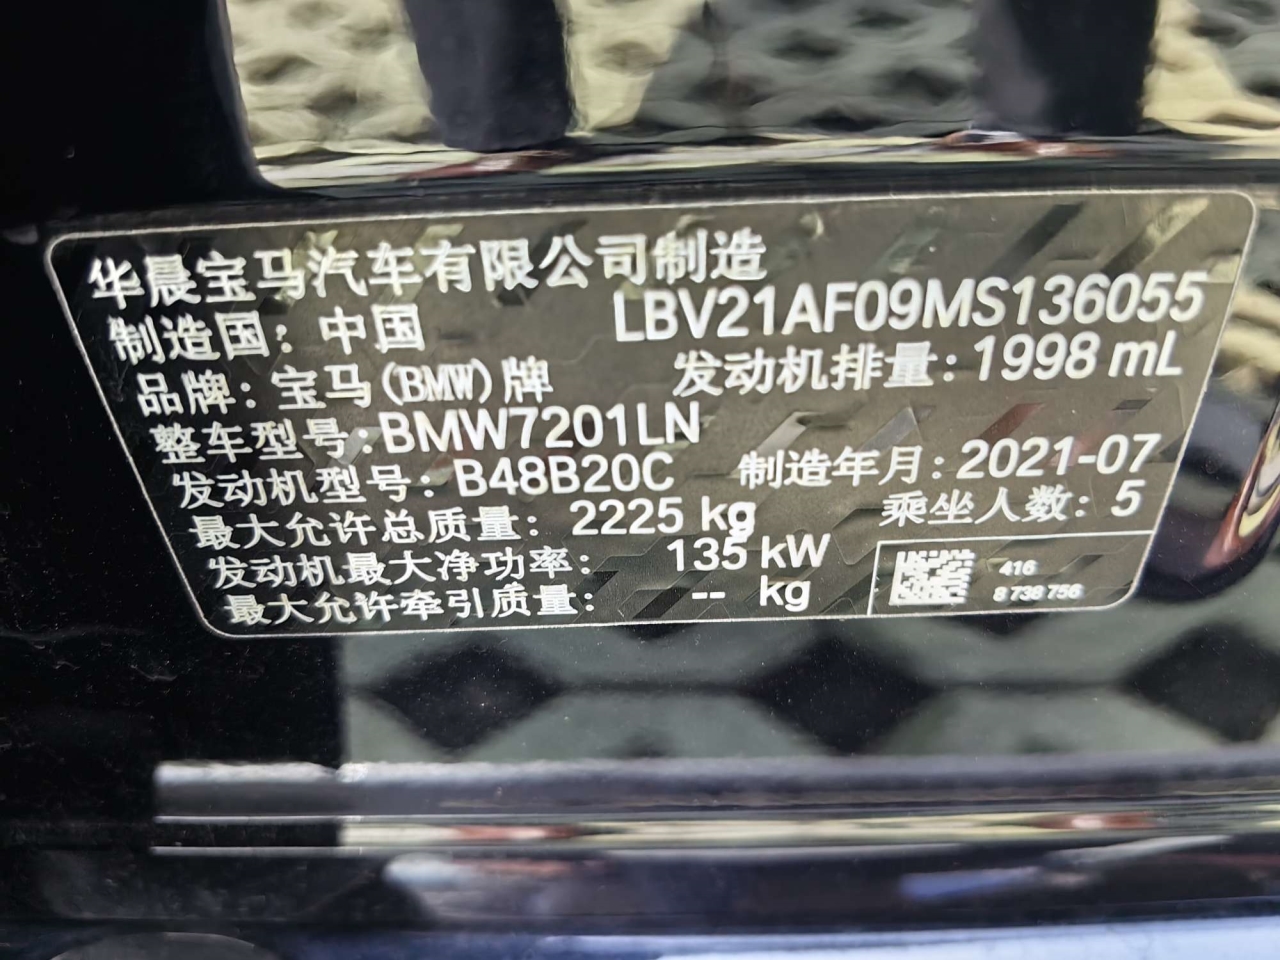 华晨宝马汽车有限公司制造
制造国：中国 LBV21AF09MS136055
品牌：宝马(BMW)牌 发动机排量：1998 mL
整车型号：BMW7201LN
发动机型号：B48B20C 制造年月：2021-07
最大允许总质量：2225 kg 乘坐人数：5
发动机最大净功率：135 kW
最大允许牵引质量：-- kg
416
8 738 756